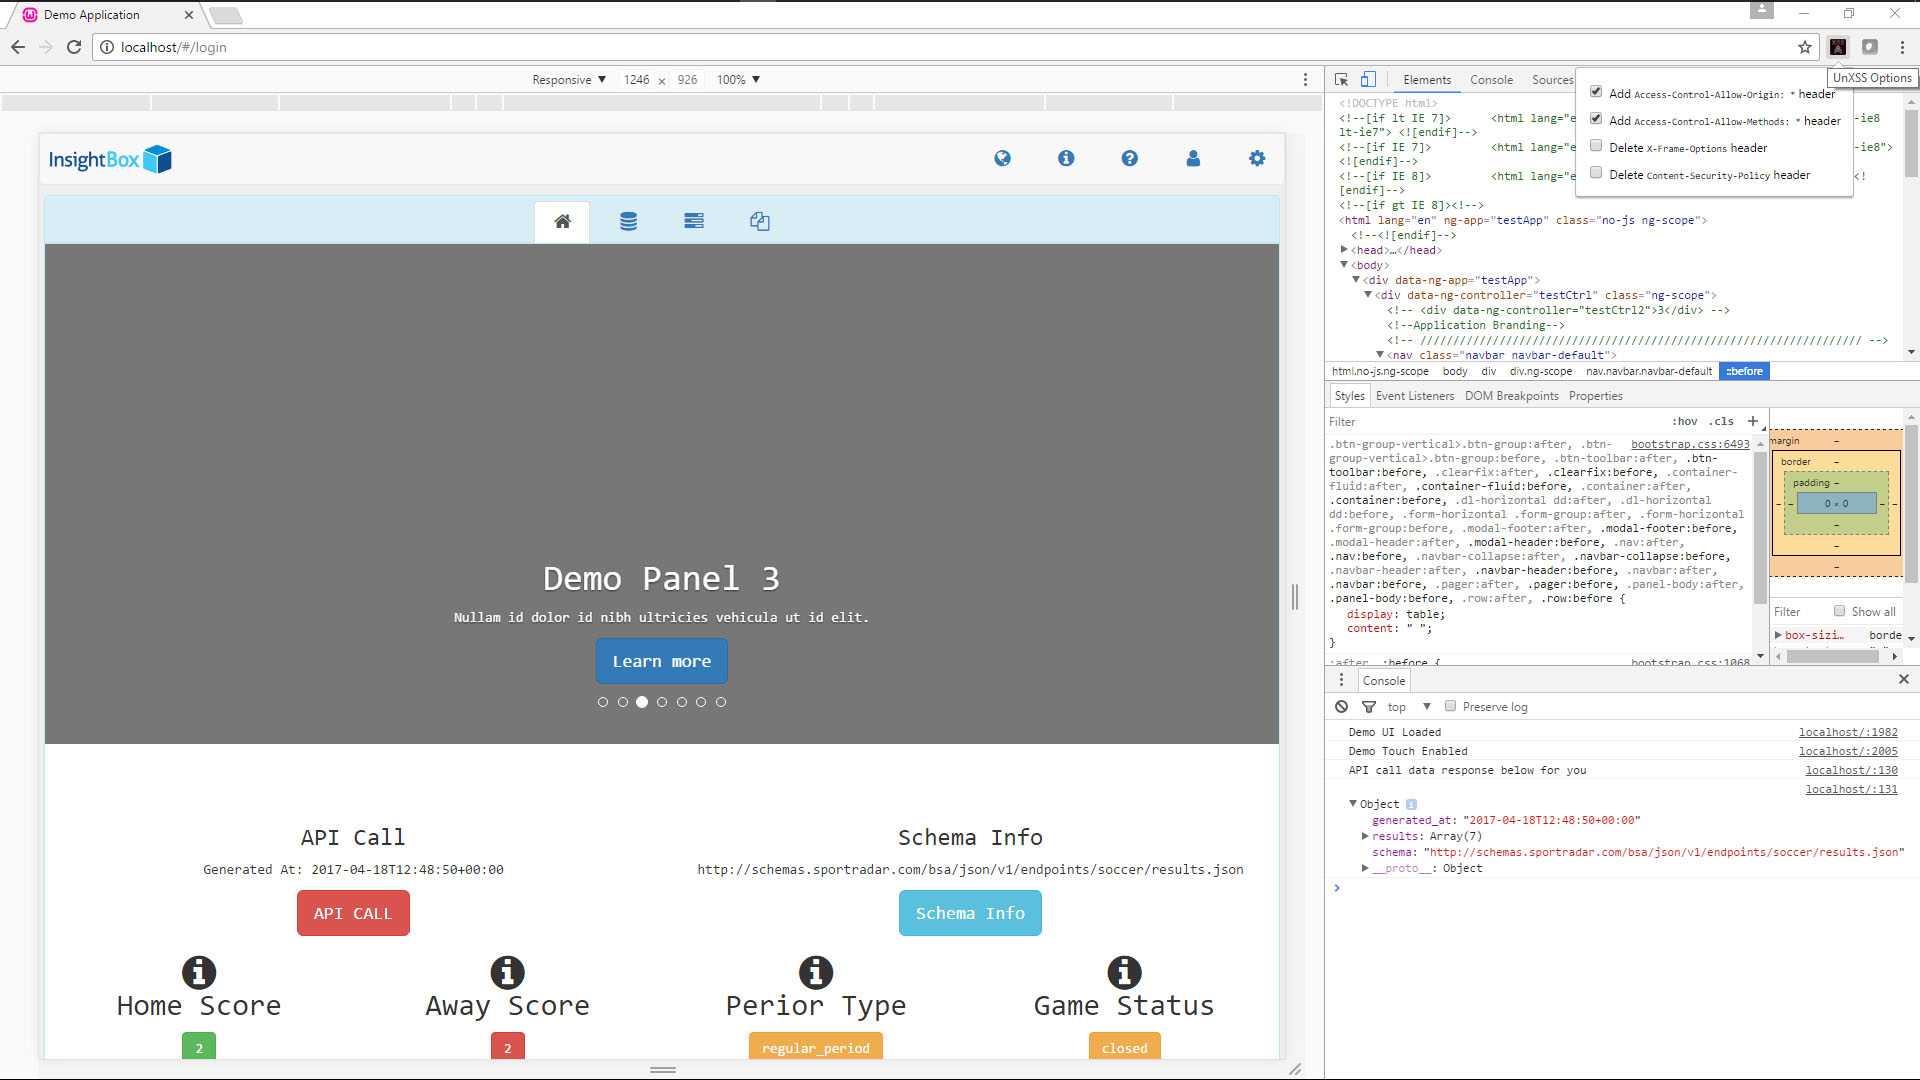 Demo Application
localhost/#/login
Responsive ▼ 1246 × 926 100% ▼
Elements Console Sources
UnXSS Options
Add Access-Control-Allow-Origin: * header
Add Access-Control-Allow-Methods: * header
Delete X-Frame-Options header
Delete Content-Security-Policy header
InsightBox
Demo Panel 3
Nullam id dolor id nibh ultricies vehicula ut id elit.
Learn more
API Call
Generated At: 2017-04-18T12:48:50+00:00
API CALL
Schema Info
http://schemas.sportradar.com/bsa/json/v1/endpoints/soccer/results.json
Schema Info
Home Score
2
Away Score
2
Perior Type
regular_period
Game Status
closed
<!DOCTYPE html>
<!--[if lt IE 7]> <html lang="e -ie8
lt-ie7"> <![endif]-->
<!--[if IE 7]> <html lang="e -ie8">
<![endif]-->
<!--[if IE 8]> <html lang="e <!
[endif]-->
<!--[if gt IE 8]><!-->
<html lang="en" ng-app="testApp" class="no-js ng-scope">
<!--<![endif]-->
<head>…</head>
<body>
<div data-ng-app="testApp">
<div data-ng-controller="testCtrl" class="ng-scope">
<!-- <div data-ng-controller="testCtrl2">3</div> -->
<!--Application Branding-->
<!-- /////////////////////////////////////////////////////////////////// -->
<nav class="navbar navbar-default">
html.no-js.ng-scope body div div.ng-scope nav.navbar.navbar-default ::before
Styles Event Listeners DOM Breakpoints Properties
Filter :hov .cls +
.btn-group-vertical>.btn-group:after, .btn- bootstrap.css:6493
group-vertical>.btn-group:before, .btn-toolbar:after, .btn-
toolbar:before, .clearfix:after, .clearfix:before, .container-
fluid:after, .container-fluid:before, .container:after,
.container:before, .dl-horizontal dd:after, .dl-horizontal
dd:before, .form-horizontal .form-group:after, .form-horizontal
.form-group:before, .modal-footer:after, .modal-footer:before,
.modal-header:after, .modal-header:before, .nav:after,
.nav:before, .navbar-collapse:after, .navbar-collapse:before,
.navbar-header:after, .navbar-header:before, .navbar:after,
.navbar:before, .pager:after, .pager:before, .panel-body:after,
.panel-body:before, .row:after, .row:before {
display: table;
content: " ";
}
:after, :before { bootstrap.css:1068
margin –
border –
padding –
– – 0 × 0 – –
–
–
–
Filter Show all
box-sizi… borde
Console
top ▼ Preserve log
Demo UI Loaded localhost/:1982
Demo Touch Enabled localhost/:2005
API call data response below for you localhost/:130
localhost/:131
Object i
generated_at: "2017-04-18T12:48:50+00:00"
results: Array(7)
schema: "http://schemas.sportradar.com/bsa/json/v1/endpoints/soccer/results.json"
__proto__: Object